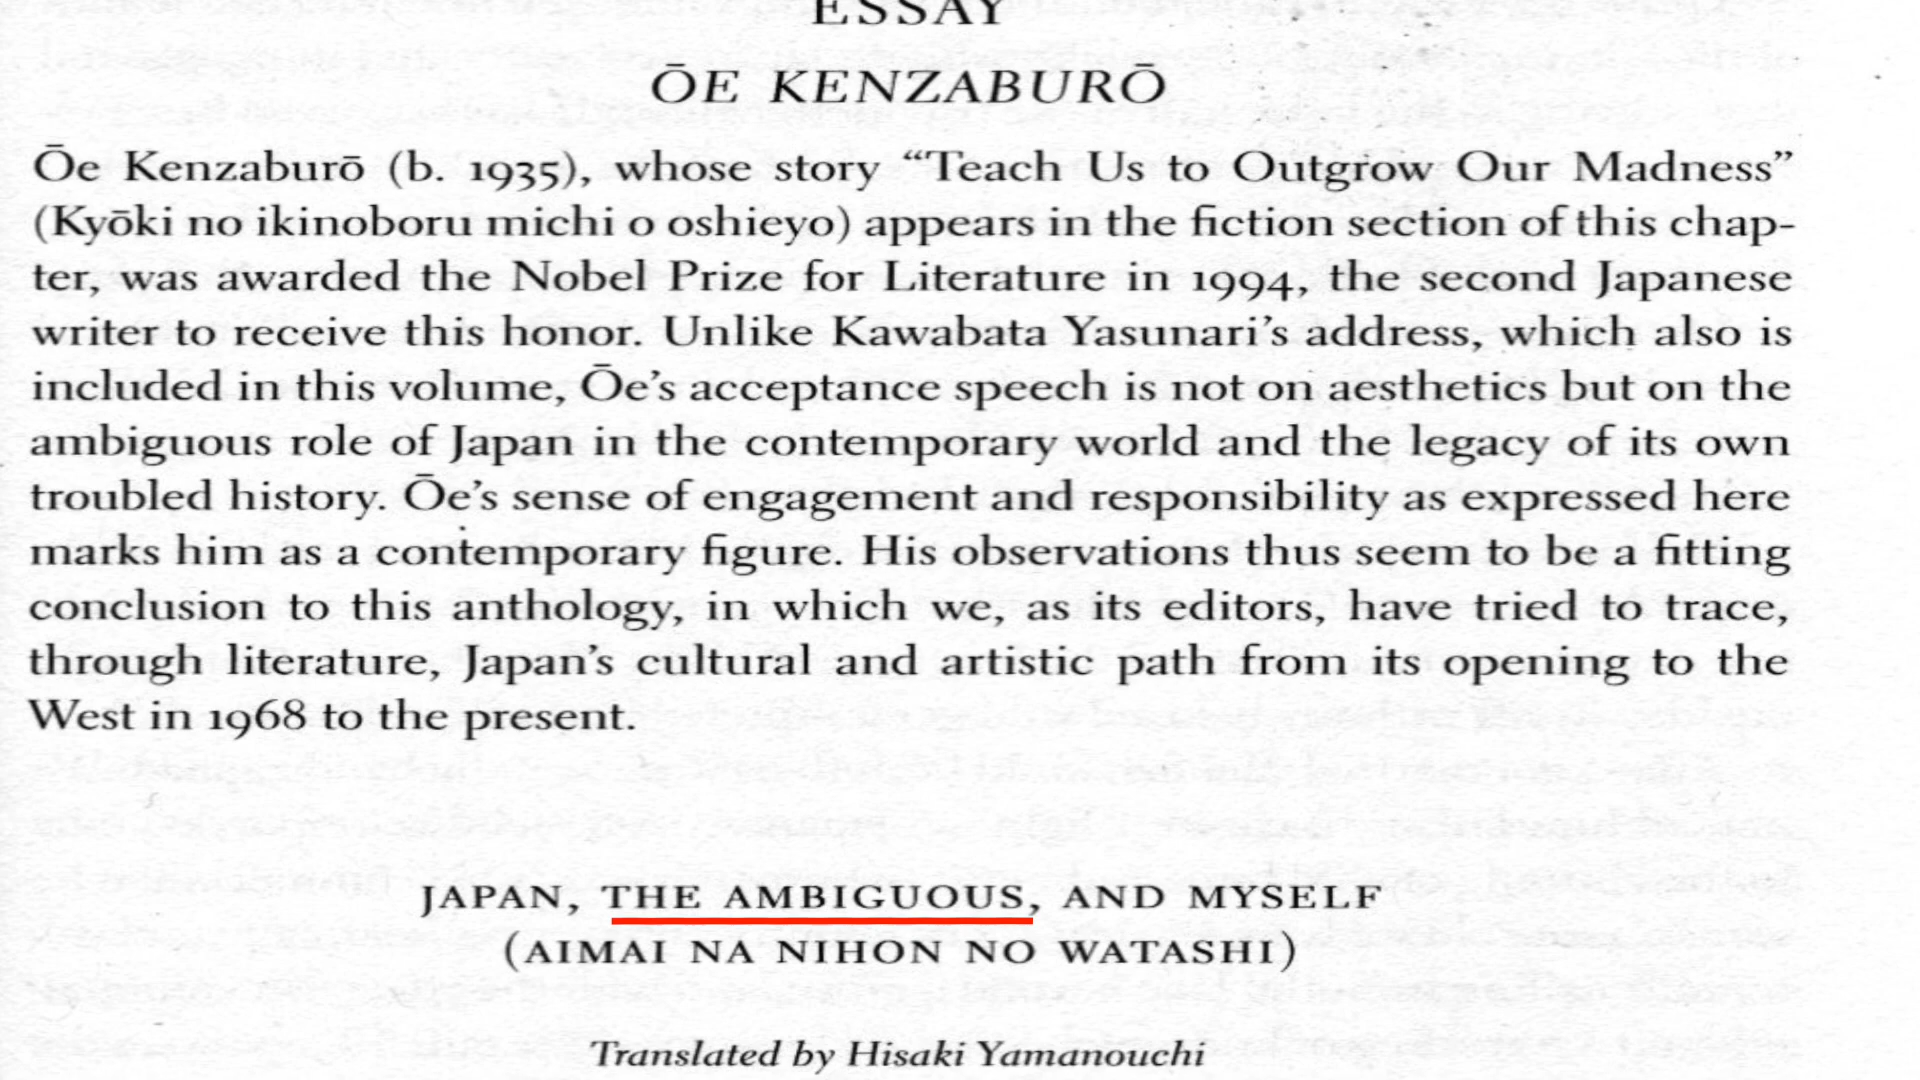 ESSAY
ŌE KENZABURŌ
Ōe Kenzaburō (b. 1935), whose story “Teach Us to Outgrow Our Madness”
(Kyōki no ikinoboru michi o oshieyo) appears in the fiction section of this chap-
ter, was awarded the Nobel Prize for Literature in 1994, the second Japanese
writer to receive this honor. Unlike Kawabata Yasunari’s address, which also is
included in this volume, Ōe’s acceptance speech is not on aesthetics but on the
ambiguous role of Japan in the contemporary world and the legacy of its own
troubled history. Ōe’s sense of engagement and responsibility as expressed here
marks him as a contemporary figure. His observations thus seem to be a fitting
conclusion to this anthology, in which we, as its editors, have tried to trace,
through literature, Japan’s cultural and artistic path from its opening to the
West in 1968 to the present.
JAPAN, THE AMBIGUOUS, AND MYSELF
(AIMAI NA NIHON NO WATASHI)
Translated by Hisaki Yamanouchi